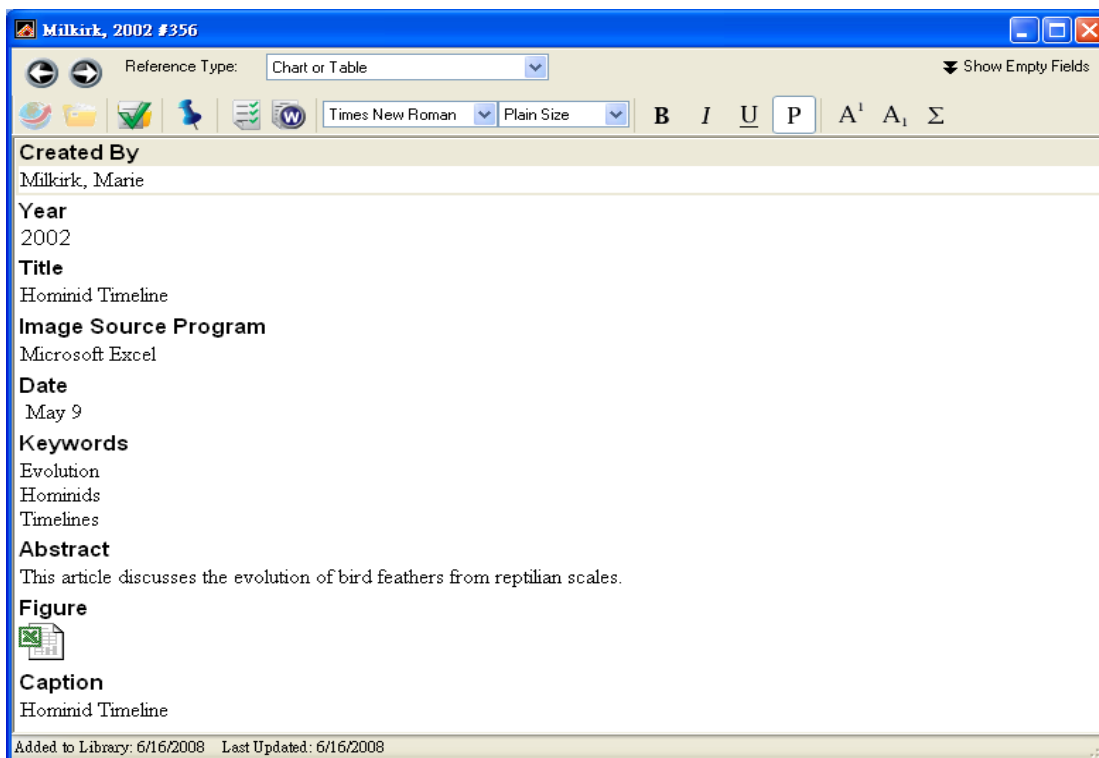 Milkirk, 2002 #356
Reference Type: Chart or Table Show Empty Fields
W Times New Roman Plain Size B I U P A¹ A₁ Σ
Created By
Milkirk, Marie
Year
2002
Title
Hominid Timeline
Image Source Program
Microsoft Excel
Date
May 9
Keywords
Evolution
Hominids
Timelines
Abstract
This article discusses the evolution of bird feathers from reptilian scales.
Figure
Caption
Hominid Timeline
Added to Library: 6/16/2008 Last Updated: 6/16/2008